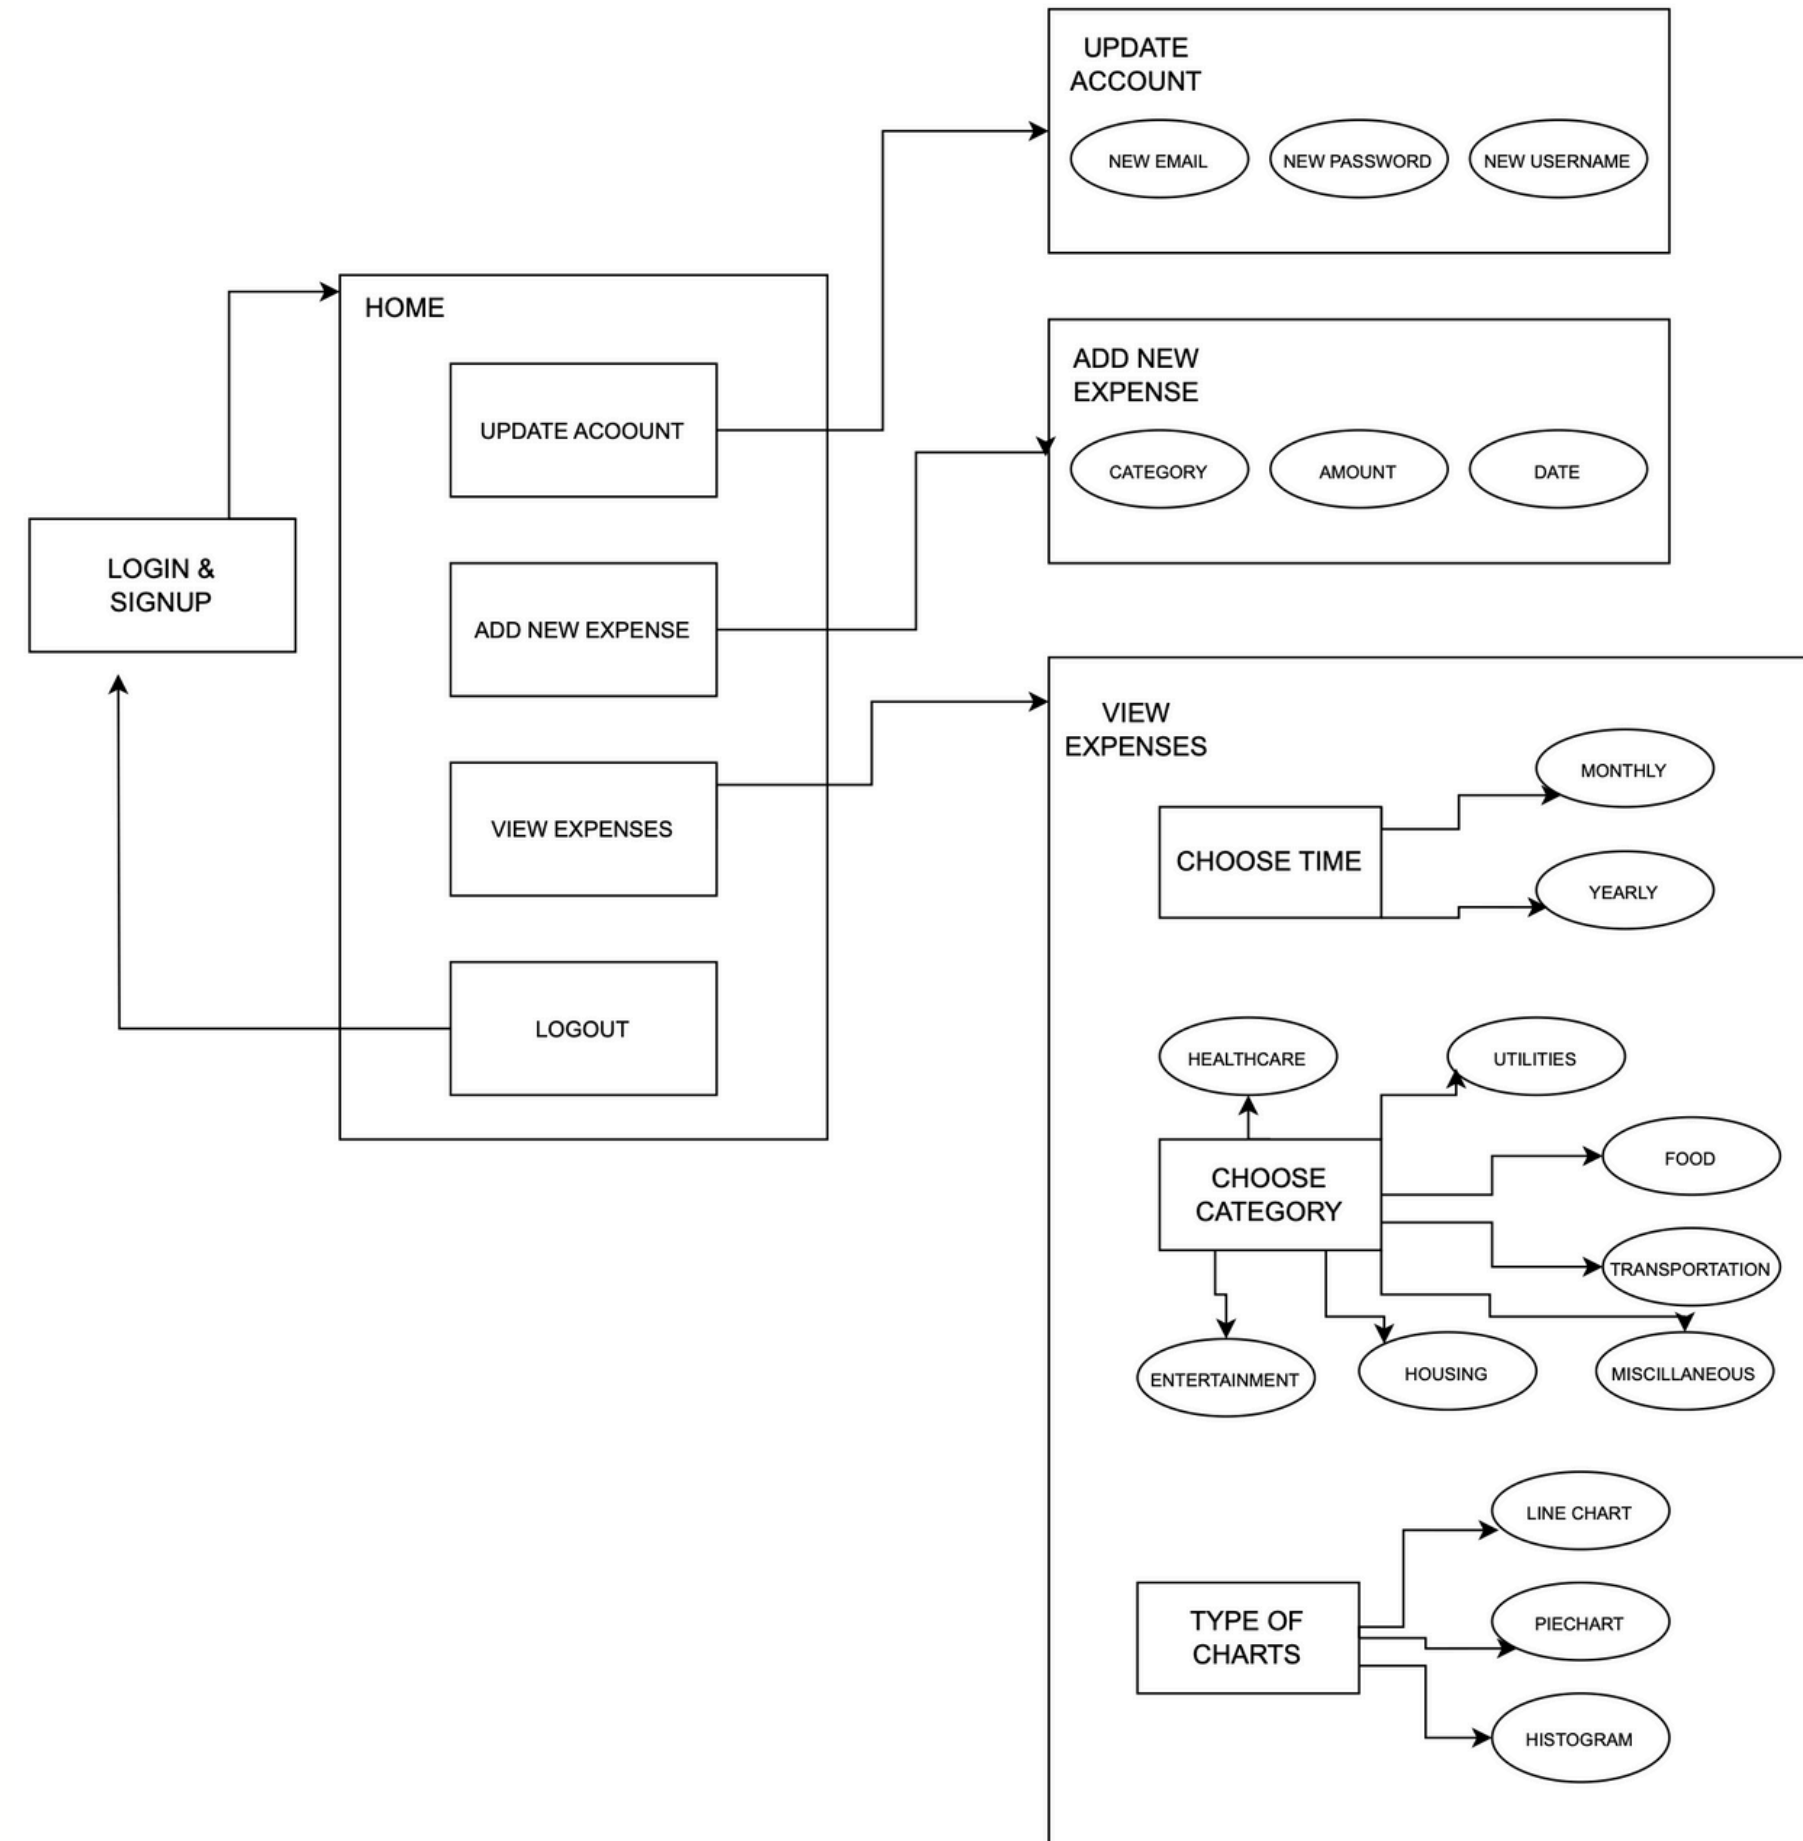 UPDATE
ACCOUNT
NEW EMAIL
NEW PASSWORD
NEW USERNAME
HOME
UPDATE ACOOUNT
ADD NEW
EXPENSE
CATEGORY
AMOUNT
DATE
LOGIN &
SIGNUP
ADD NEW EXPENSE
VIEW EXPENSES
LOGOUT
VIEW
EXPENSES
MONTHLY
CHOOSE TIME
YEARLY
HEALTHCARE
UTILITIES
FOOD
CHOOSE
CATEGORY
TRANSPORTATION
ENTERTAINMENT
HOUSING
MISCILLANEOUS
LINE CHART
TYPE OF
CHARTS
PIECHART
HISTOGRAM